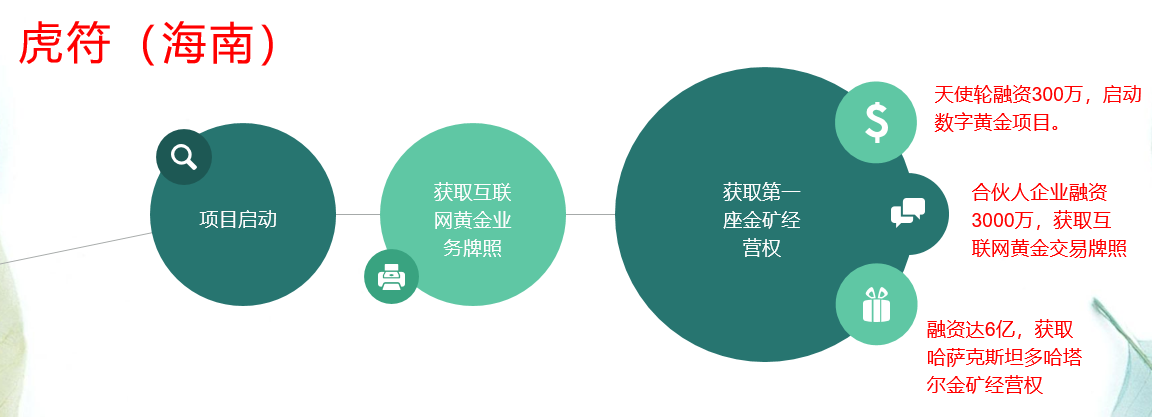 虎符（海南）
项目启动
获取互联
网黄金业
务牌照
获取第一
座金矿经
营权
天使轮融资300万，启动
数字黄金项目。
合伙人企业融资
3000万，获取互
联网黄金交易牌照
融资达6亿，获取
哈萨克斯坦多哈塔
尔金矿经营权